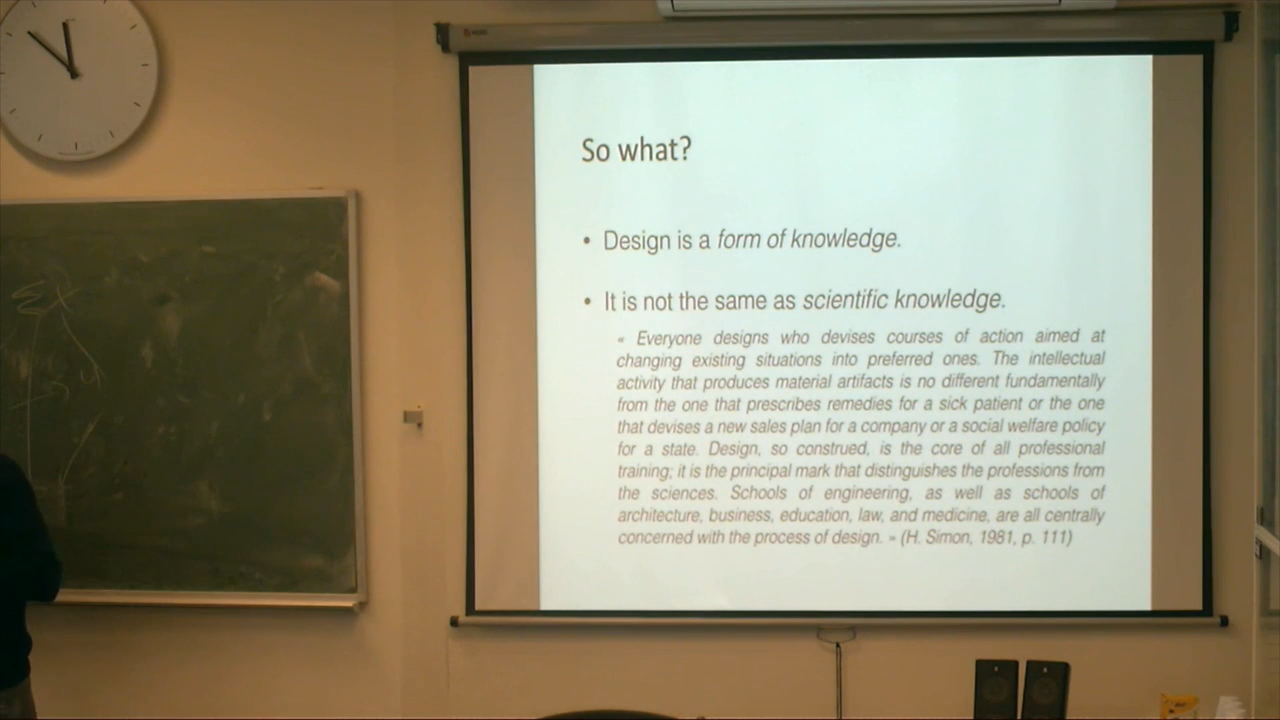 So what?
• Design is a form of knowledge.
• It is not the same as scientific knowledge.
« Everyone designs who devises courses of action aimed at
changing existing situations into preferred ones. The intellectual
activity that produces material artifacts is no different fundamentally
from the one that prescribes remedies for a sick patient or the one
that devises a new sales plan for a company or a social welfare policy
for a state. Design, so construed, is the core of all professional
training; it is the principal mark that distinguishes the professions from
the sciences. Schools of engineering, as well as schools of
architecture, business, education, law, and medicine, are all centrally
concerned with the process of design. » (H. Simon, 1981, p. 111)
Ex